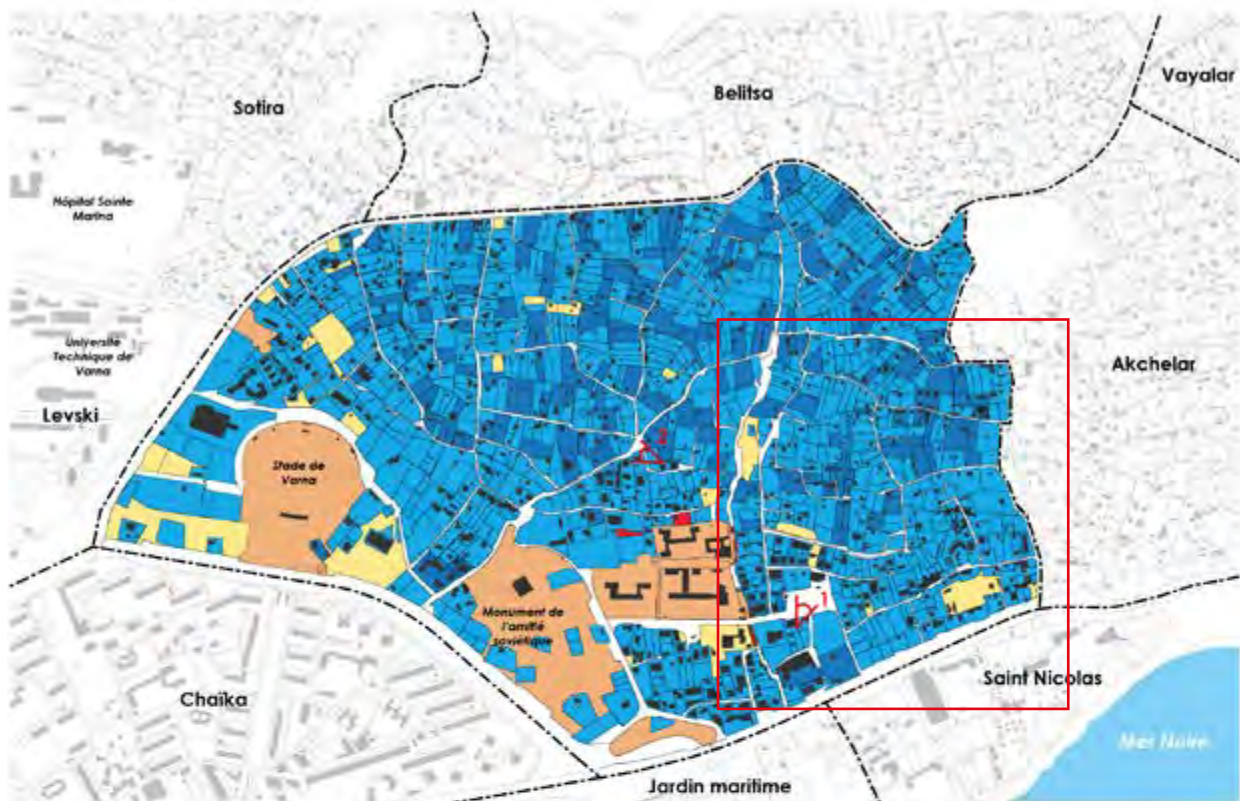 Vayalar
Belitsa
Sotira
Hôpital Sainte
Marina
Université
Technique de
Varna
Akchelar
Levski
2
Stade de
Varna
1
Monument de
l'amitié
soviétique
Saint Nicolas
Chaïka
Mer Noire
Jardin maritime